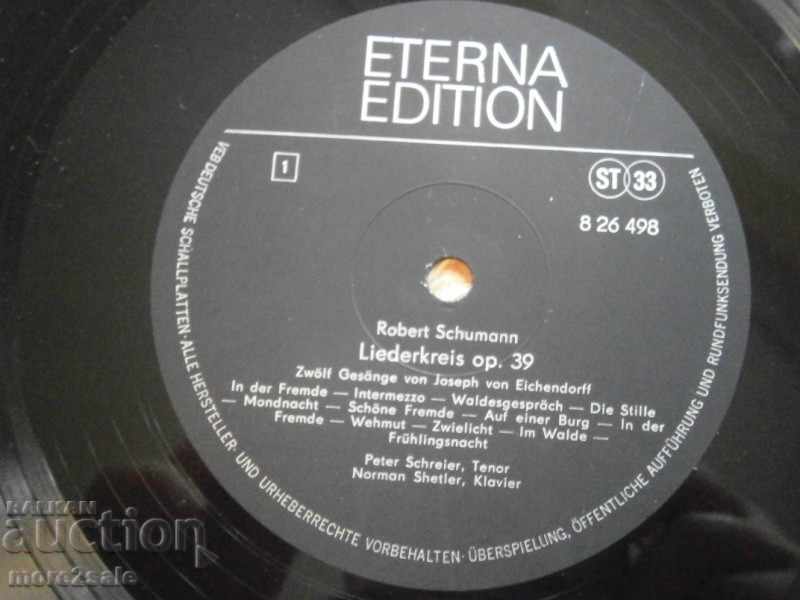 ETERNA
EDITION
1
ST 33
8 26 498
Robert Schumann
Liederkreis op. 39
Zwölf Gesänge von Joseph von Eichendorff
In der Fremde — Intermezzo — Waldesgespräch — Die Stille
— Mondnacht — Schöne Fremde — Auf einer Burg — In der
Fremde — Wehmut — Zwielicht — Im Walde —
Frühlingsnacht
Peter Schreier, Tenor
Norman Shetler, Klavier
VEB DEUTSCHE SCHALLPLATTEN · ALLE HERSTELLER- UND URHEBERRECHTE VORBEHALTEN · ÜBERSPIELUNG, ÖFFENTLICHE AUFFÜHRUNG UND RUNDFUNKSENDUNG VERBOTEN
BALKAN
auction
more2sale